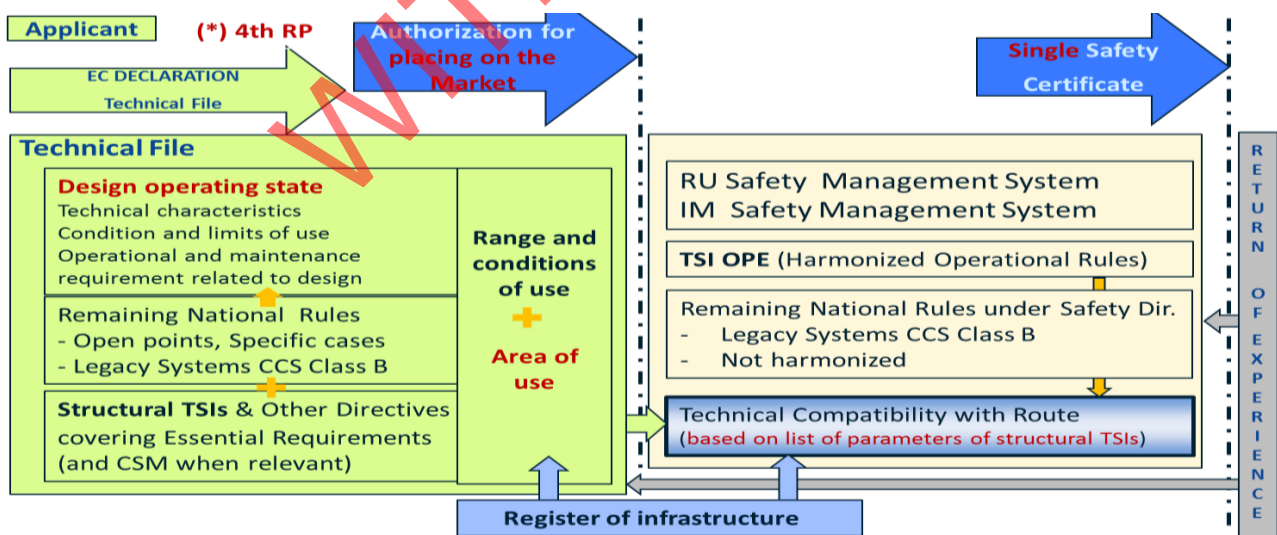 Applicant
(*) 4th RP
EC DECLARATION
Technical File
Authorization for
placing on the
Market
Single Safety
Certificate
Technical File
Design operating state
Technical characteristics
Condition and limits of use
Operational and maintenance
requirement related to design
Remaining National Rules
- Open points, Specific cases
- Legacy Systems CCS Class B
Structural TSIs & Other Directives
covering Essential Requirements
(and CSM when relevant)
Range and
conditions
of use
Area of
use
RU Safety Management System
IM Safety Management System
TSI OPE (Harmonized Operational Rules)
Remaining National Rules under Safety Dir.
- Legacy Systems CCS Class B
- Not harmonized
Technical Compatibility with Route
(based on list of parameters of structural TSIs)
Register of infrastructure
RETURN OF EXPERIENCE